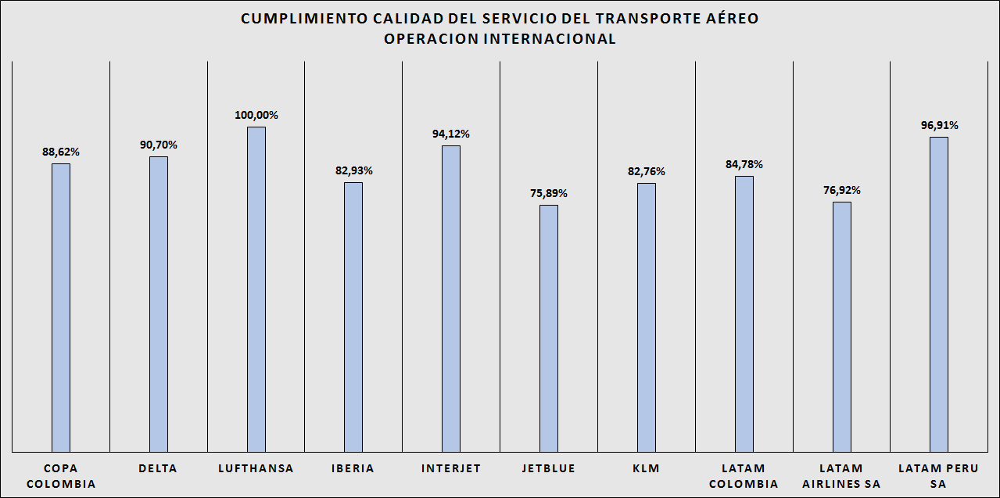 CUMPLIMIENTO CALIDAD DEL SERVICIO DEL TRANSPORTE AÉREO
OPERACION INTERNACIONAL
88,62%
90,70%
100,00%
82,93%
94,12%
75,89%
82,76%
84,78%
76,92%
96,91%
COPA
COLOMBIA
DELTA
LUFTHANSA
IBERIA
INTERJET
JETBLUE
KLM
LATAM
COLOMBIA
LATAM
AIRLINES SA
LATAM PERU
SA